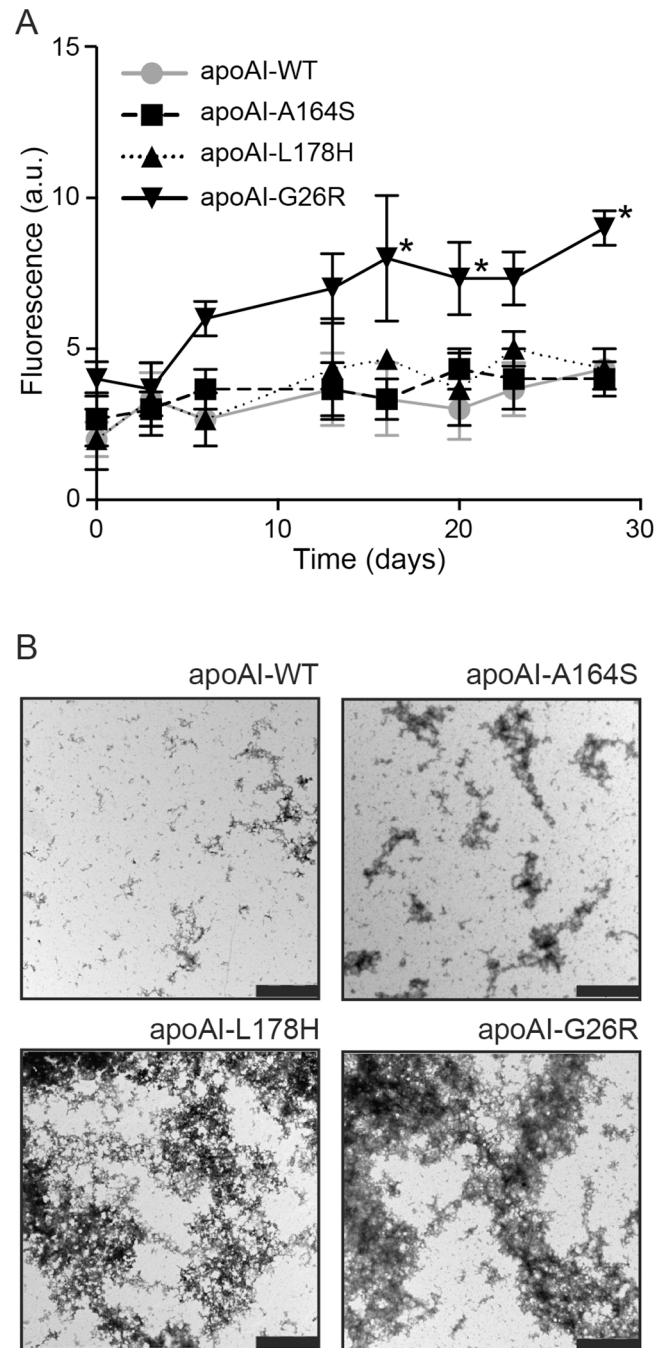 A
15
apoAI-WT
apoAI-A164S
apoAI-L178H
apoAI-G26R
10
*
*
*
Fluorescence (a.u.)
5
0
0
10
20
30
Time (days)
B
apoAI-WT
apoAI-A164S
apoAI-L178H
apoAI-G26R